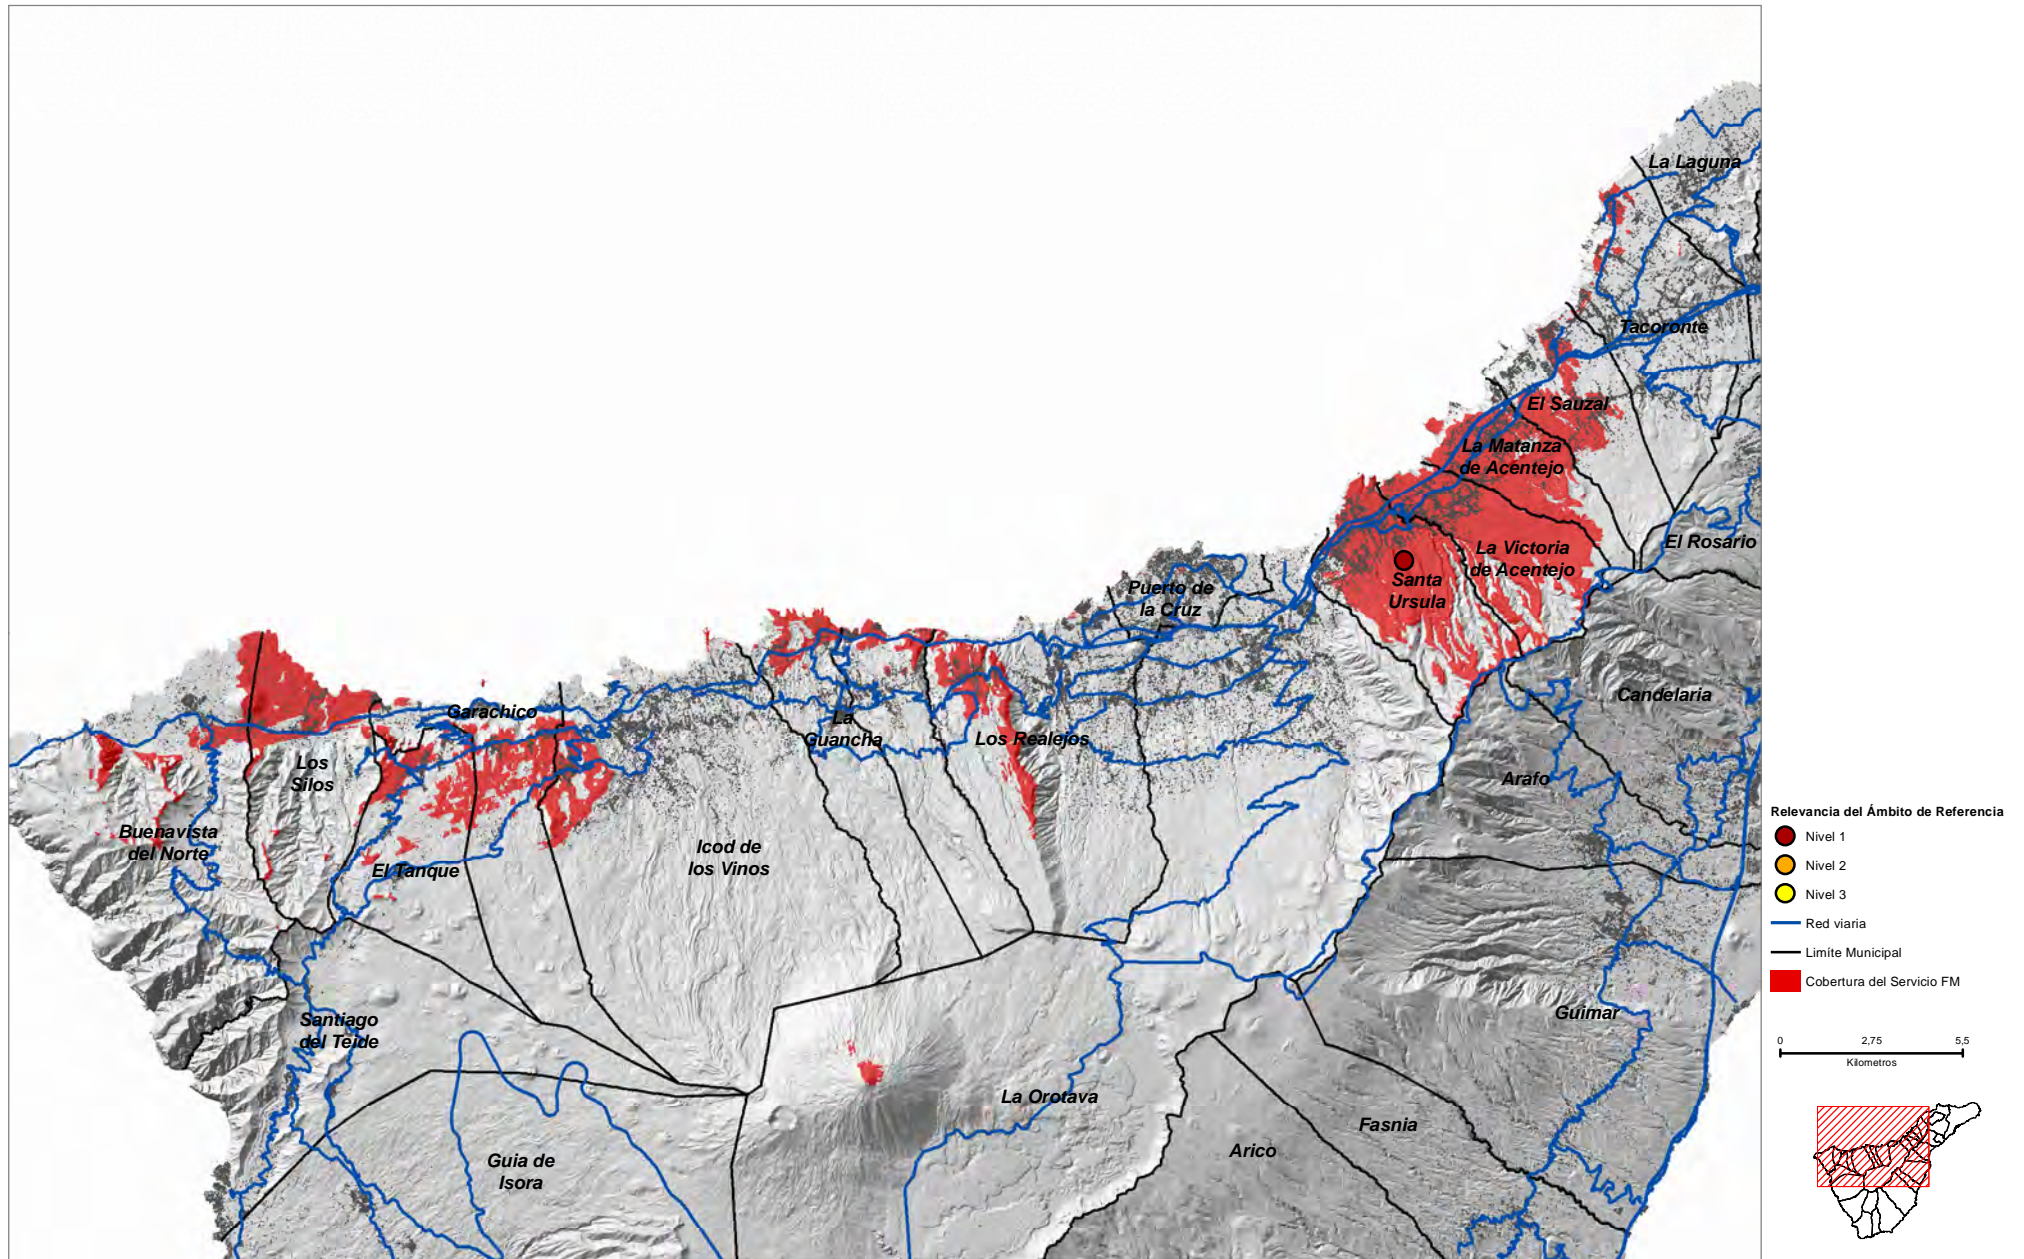 La Laguna
Tacoronte
El Sauzal
La Matanza
de Acentejo
El Rosario
La Victoria
de Acentejo
Santa
Ursula
Puerto de
la Cruz
Candelaria
Garachico
La
Guancha
Los Realejos
Los
Silos
Arafo
Buenavista
del Norte
Icod de
los Vinos
El Tanque
Santiago
del Teide
Guimar
La Orotava
Fasnia
Arico
Guia de
Isora
Relevancia del Ámbito de Referencia
Nivel 1
Nivel 2
Nivel 3
Red viaria
Limíte Municipal
Cobertura del Servicio FM
0 2,75 5,5
Kilometros